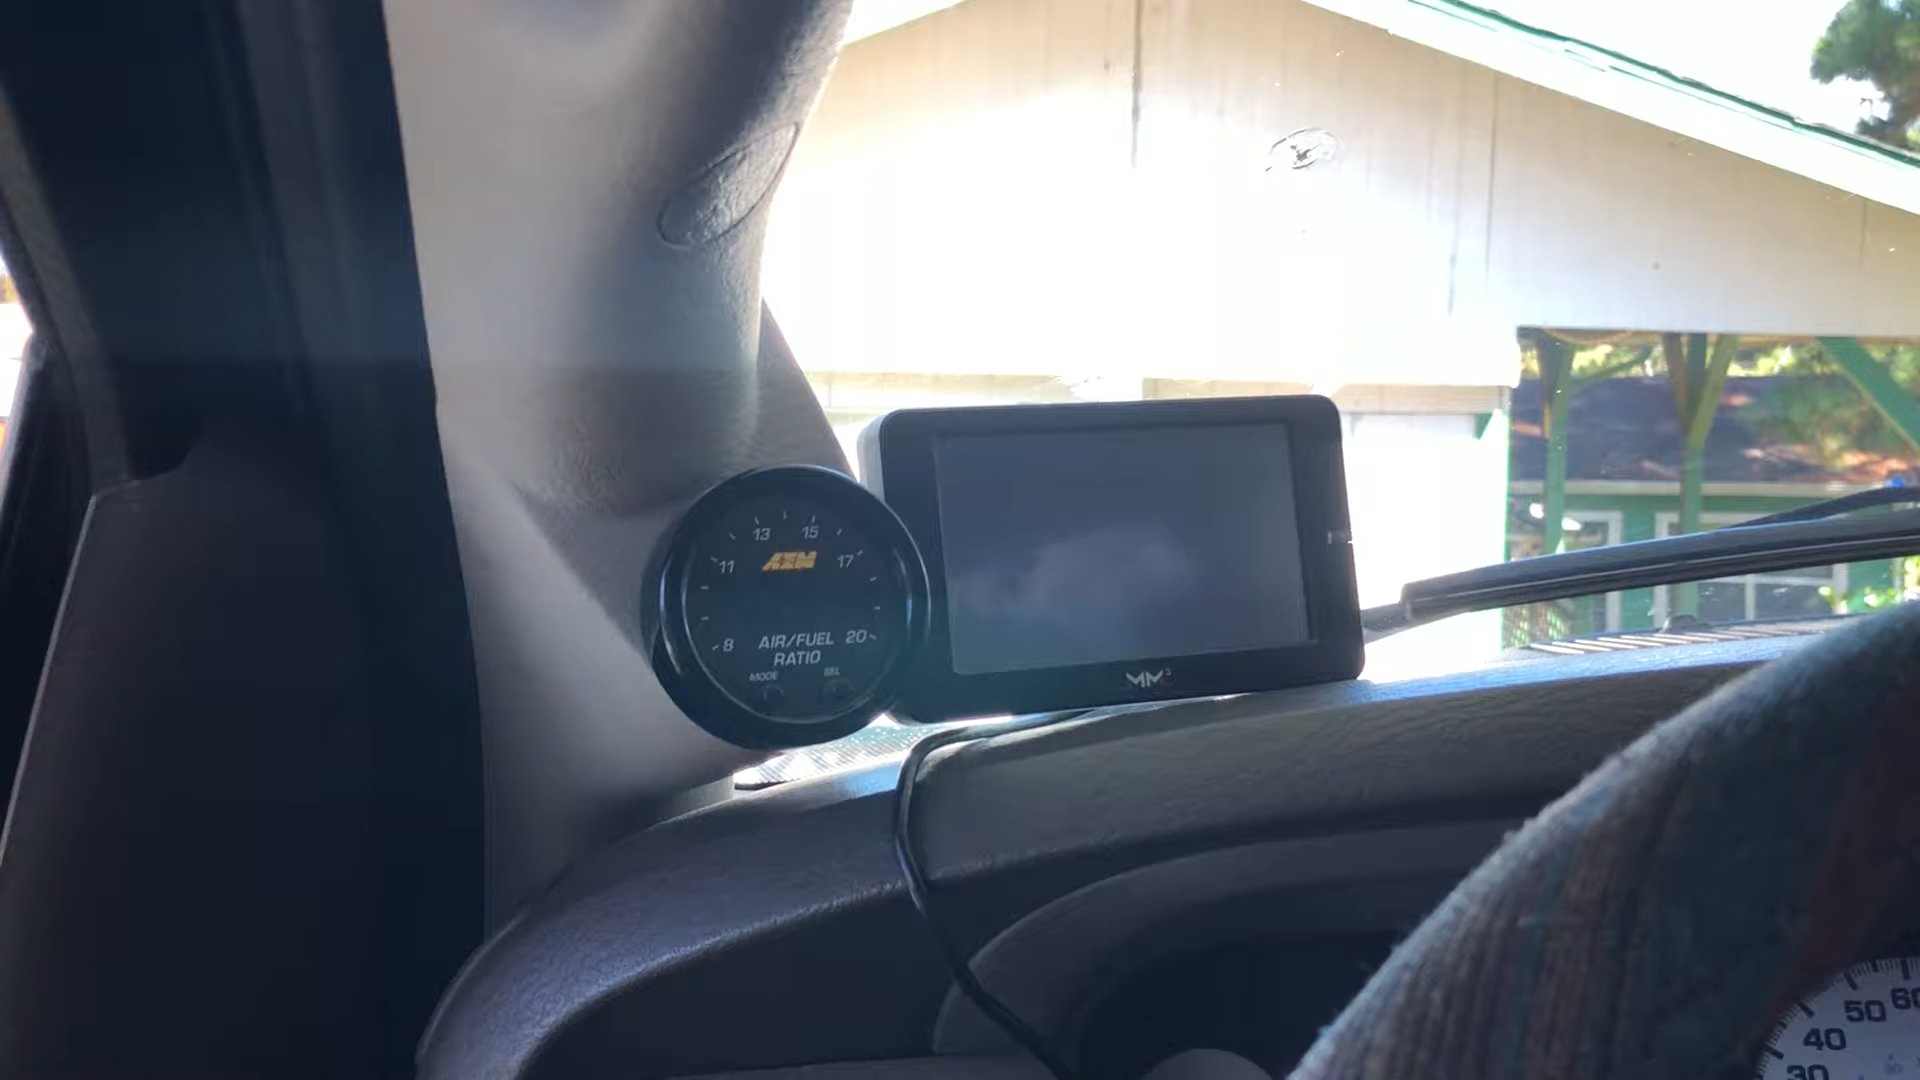 13 15
11 AEM 17
8 AIR/FUEL 20
RATIO
MODE SEL
MM3
60
50
40
30